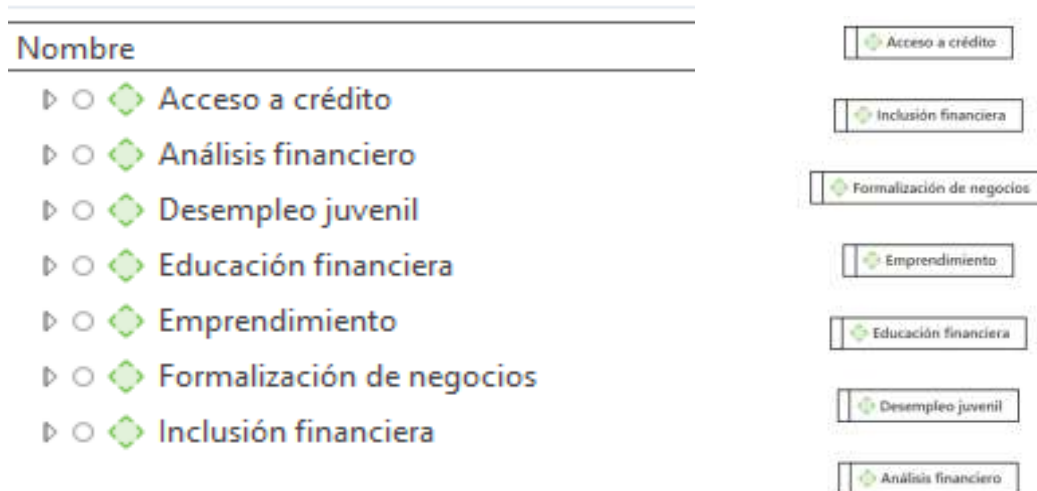 Nombre
Acceso a crédito
Análisis financiero
Desempleo juvenil
Educación financiera
Emprendimiento
Formalización de negocios
Inclusión financiera
Acceso a crédito
Inclusión financiera
Formalización de negocios
Emprendimiento
Educación financiera
Desempleo juvenil
Análisis financiero